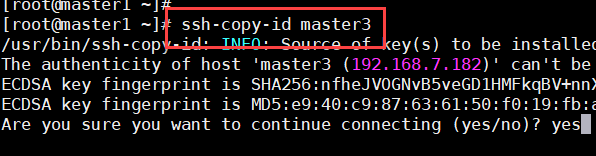 [root@master1 ~]#
[root@master1 ~]# ssh-copy-id master3
/usr/bin/ssh-copy-id: INFO: Source of key(s) to be installed
The authenticity of host 'master3 (192.168.7.182)' can't be
ECDSA key fingerprint is SHA256:nfheJVOGNvB5veGD1HMFkqBV+nnX
ECDSA key fingerprint is MD5:e9:40:c9:87:63:61:50:f0:19:fb:a
Are you sure you want to continue connecting (yes/no)? yes